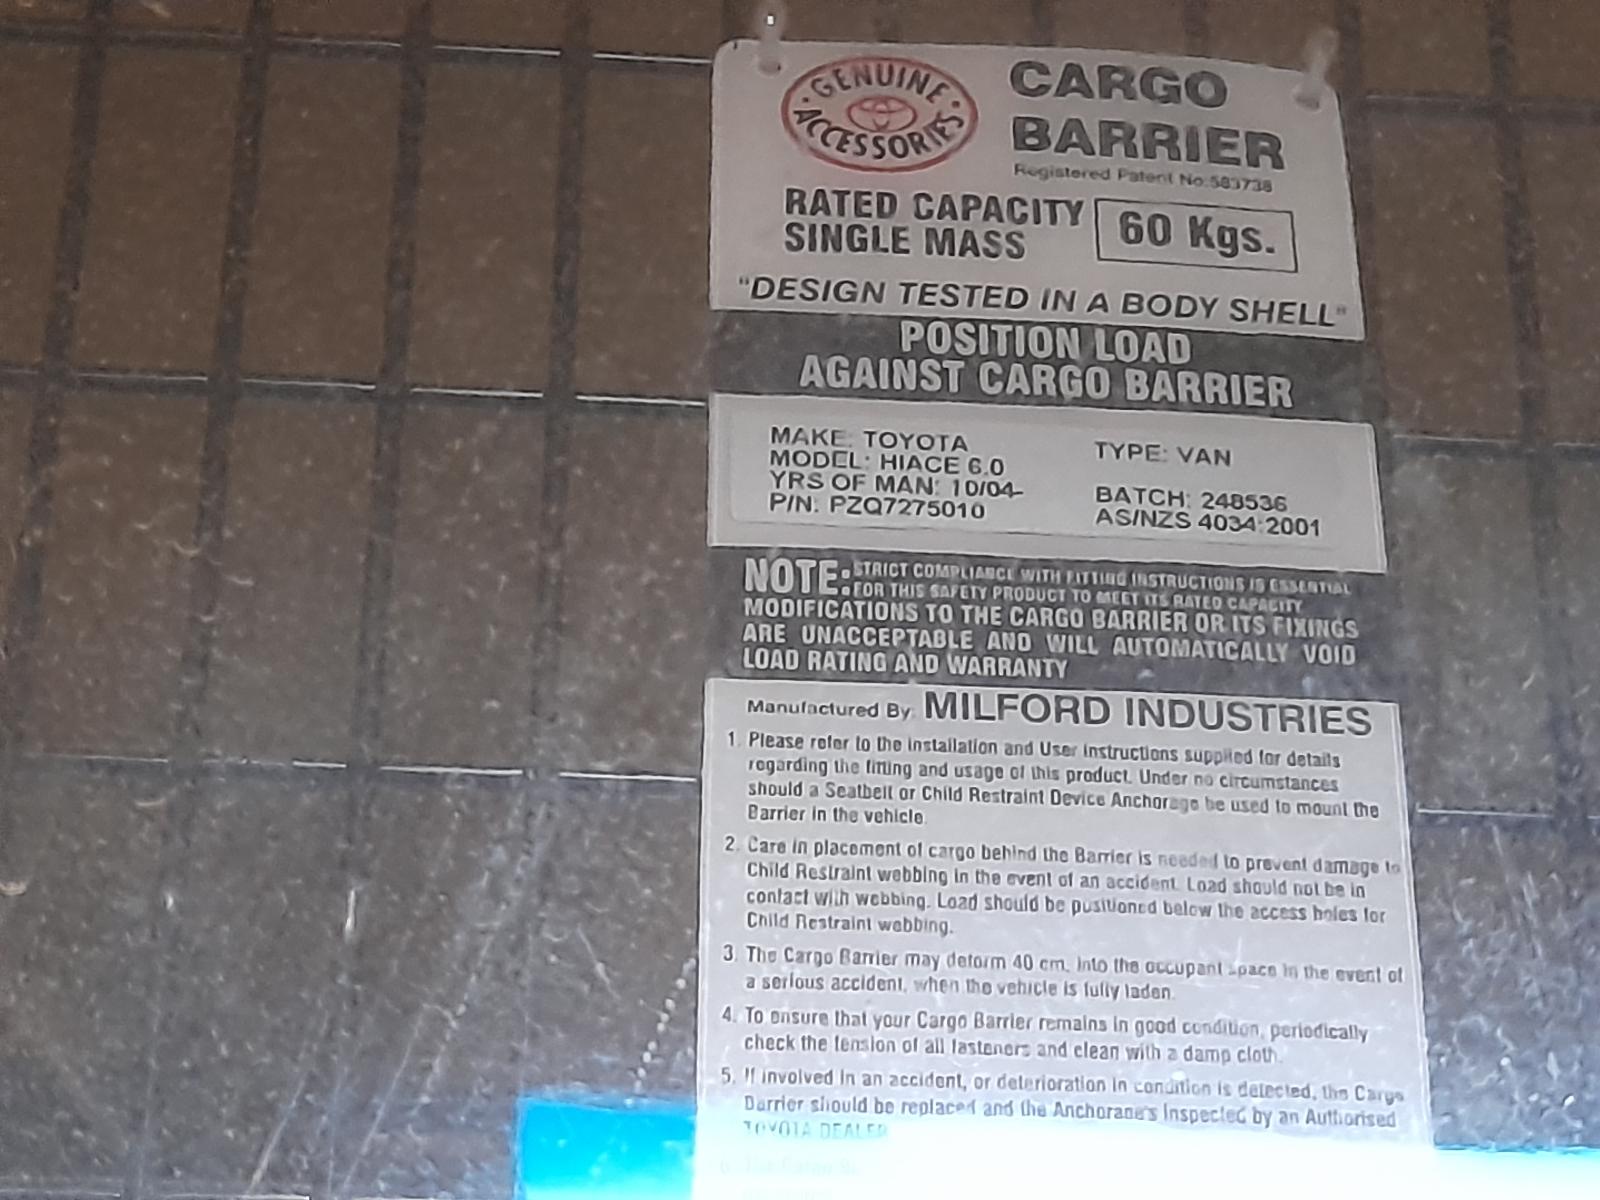 GENUINE
ACCESSORIES
CARGO
BARRIER
Registered Patent No:583738
RATED CAPACITY
SINGLE MASS
60 Kgs.
"DESIGN TESTED IN A BODY SHELL"
POSITION LOAD
AGAINST CARGO BARRIER
MAKE: TOYOTA
MODEL: HIACE 6.0
YRS OF MAN: 10/04-
P/N: PZQ7275010
TYPE: VAN
BATCH: 248536
AS/NZS 4034:2001
NOTE: STRICT COMPLIANCE WITH FITTING INSTRUCTIONS IS ESSENTIAL
FOR THIS SAFETY PRODUCT TO MEET ITS RATED CAPACITY
MODIFICATIONS TO THE CARGO BARRIER OR ITS FIXINGS
ARE UNACCEPTABLE AND WILL AUTOMATICALLY VOID
LOAD RATING AND WARRANTY
Manufactured By: MILFORD INDUSTRIES
1. Please refer to the Installation and User instructions supplied for details
regarding the fitting and usage of this product. Under no circumstances
should a Seatbelt or Child Restraint Device Anchorage be used to mount the
Barrier in the vehicle.
2. Care in placement of cargo behind the Barrier is needed to prevent damage to
Child Restraint webbing in the event of an accident. Load should not be in
contact with webbing. Load should be positioned below the access holes for
Child Restraint webbing.
3. The Cargo Barrier may deform 40 cm. into the occupant space in the event of
a serious accident, when the vehicle is fully laden.
4. To ensure that your Cargo Barrier remains in good condition, periodically
check the tension of all fasteners and clean with a damp cloth.
5. If involved in an accident, or deterioration in condition is detected, the Cargo
Barrier should be replaced and the Anchorages inspected by an Authorised
TOYOTA DEALER
6. The Cargo